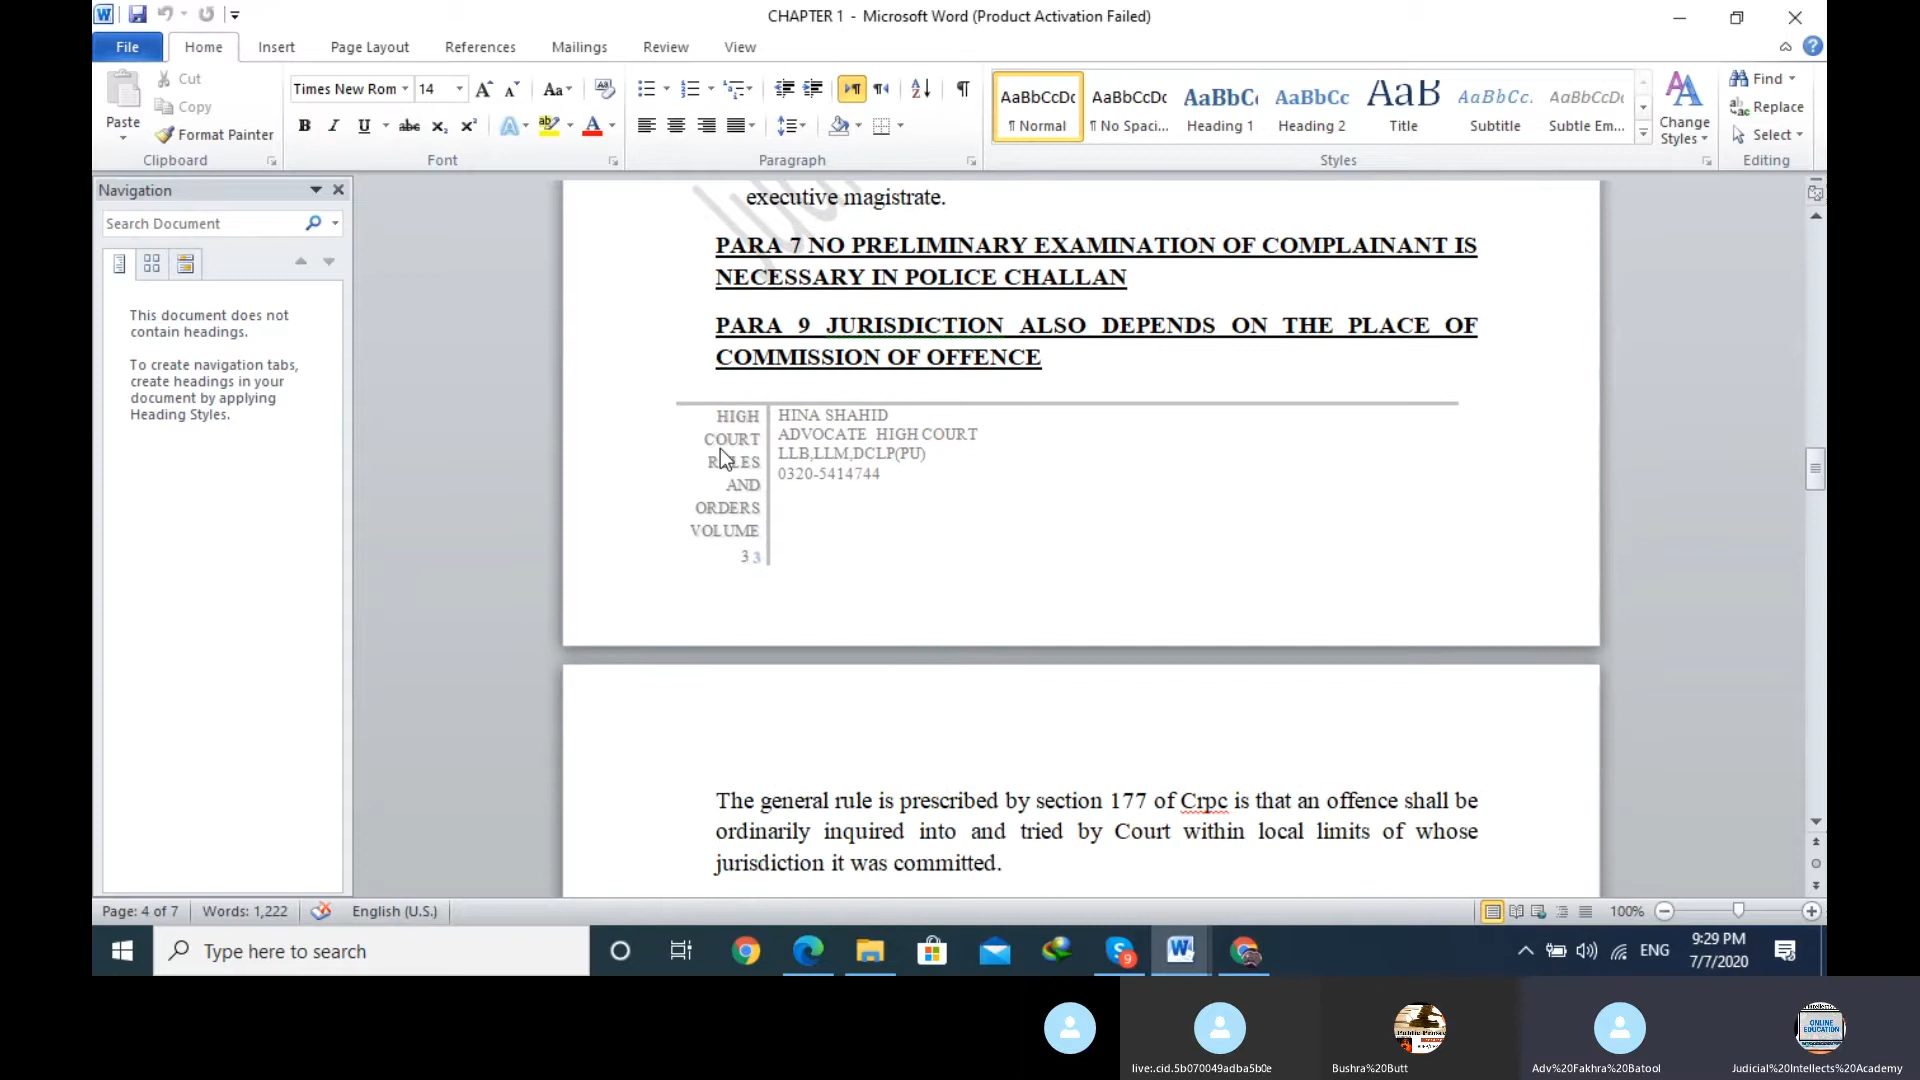 CHAPTER 1 - Microsoft Word (Product Activation Failed)
File Home Insert Page Layout References Mailings Review View
Paste
Cut
Copy
Format Painter
Clipboard
Times New Rom 14
Font
Paragraph
AaBbCcDc AaBbCcDc AaBbC AaBbCc AaB AaBbCc. AaBbCcDc
¶ Normal ¶ No Spaci... Heading 1 Heading 2 Title Subtitle Subtle Em...
Change
Styles
Styles
Find
Replace
Select
Editing
Navigation
Search Document
This document does not
contain headings.
To create navigation tabs,
create headings in your
document by applying
Heading Styles.
executive magistrate.
PARA 7 NO PRELIMINARY EXAMINATION OF COMPLAINANT IS
NECESSARY IN POLICE CHALLAN
PARA 9 JURISDICTION ALSO DEPENDS ON THE PLACE OF
COMMISSION OF OFFENCE
HIGH
COURT
RULES
AND
ORDERS
VOLUME
3 3
HINA SHAHID
ADVOCATE HIGH COURT
LLB,LLM,DCLP(PU)
0320-5414744
The general rule is prescribed by section 177 of Crpc is that an offence shall be
ordinarily inquired into and tried by Court within local limits of whose
jurisdiction it was committed.
Page: 4 of 7 Words: 1,222 English (U.S.) 100%
Type here to search
9
ENG
9:29 PM
7/7/2020
ONLINE
EDUCATION
live:.cid.5b070049adba5b0e Bushra%20Butt Adv%20Fakhra%20Batool Judicial%20Intellects%20Academy